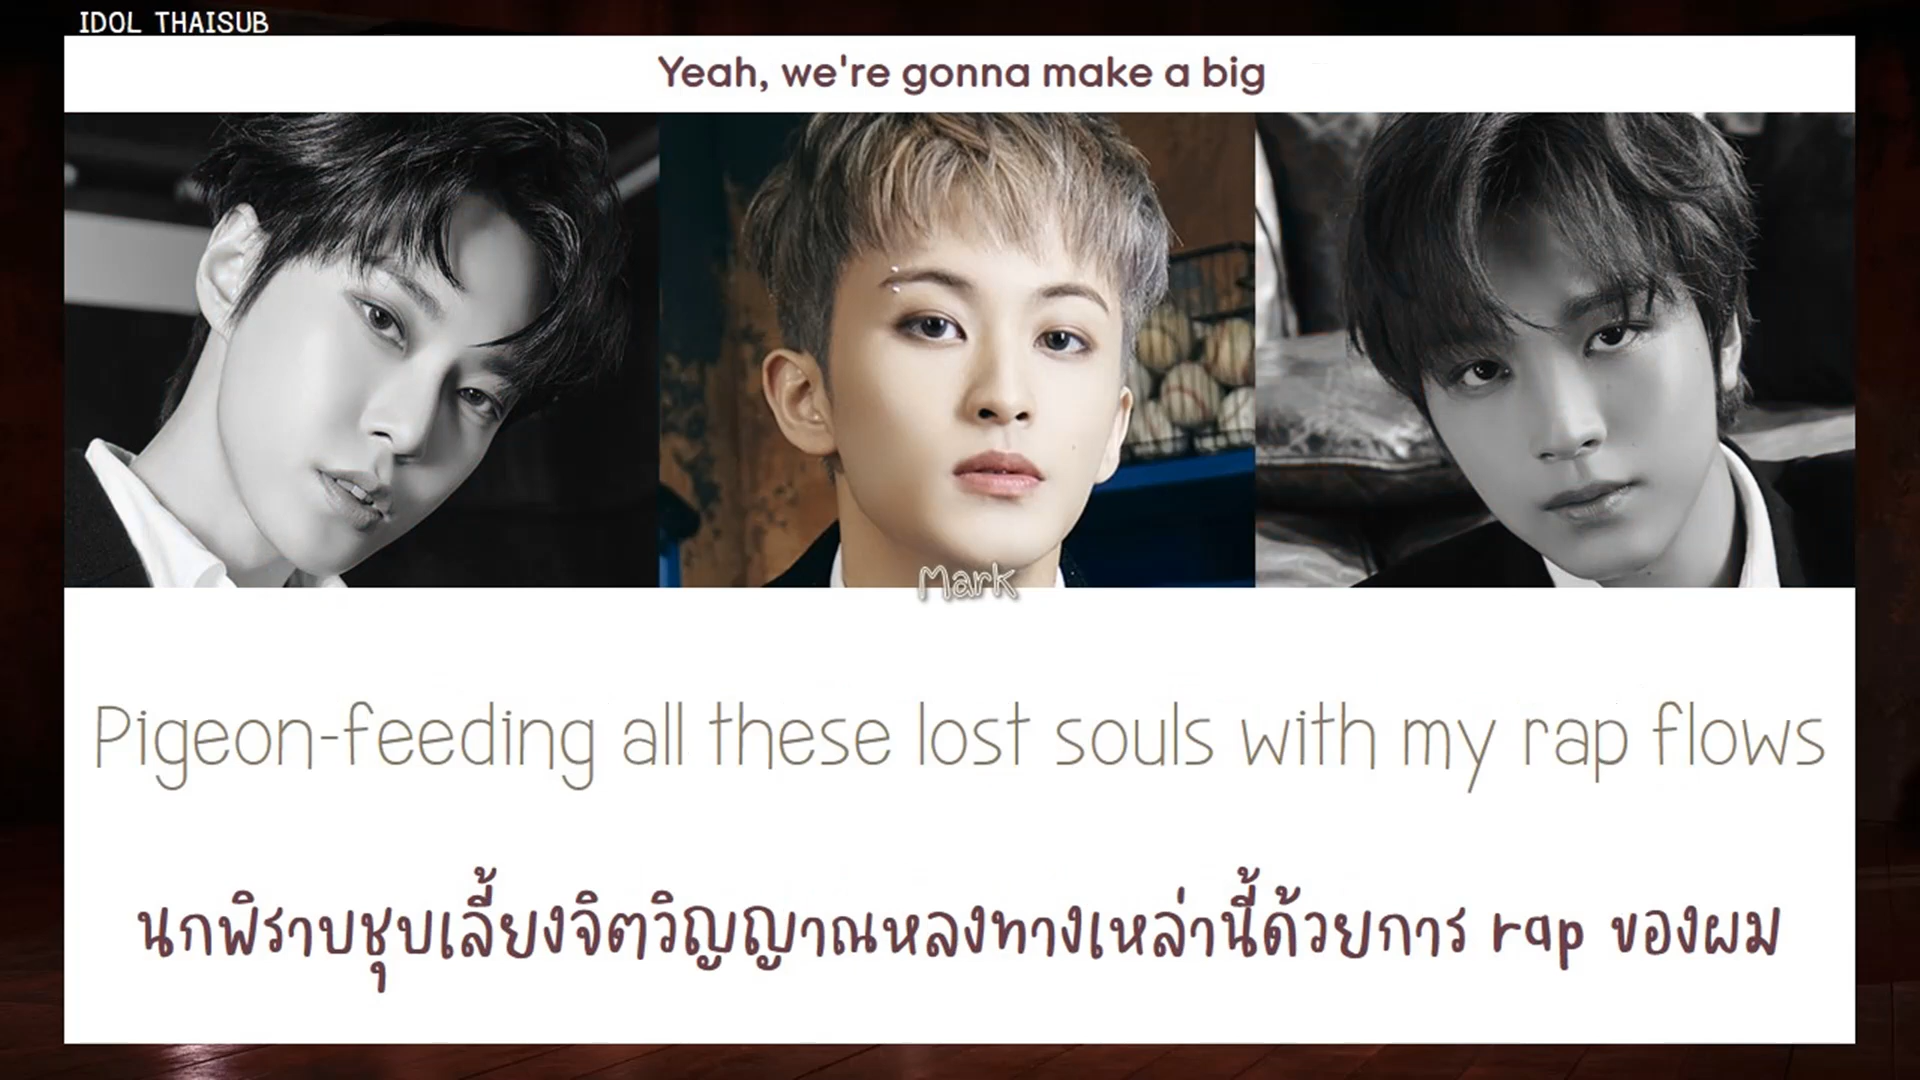 IDOL THAISUB
Yeah, we're gonna make a big
Mark
Pigeon-feeding all these lost souls with my rap flows
นกพิราบชุบเลี้ยงจิตวิญญาณหลงทางเหล่านี้ด้วยการ rap ของผม